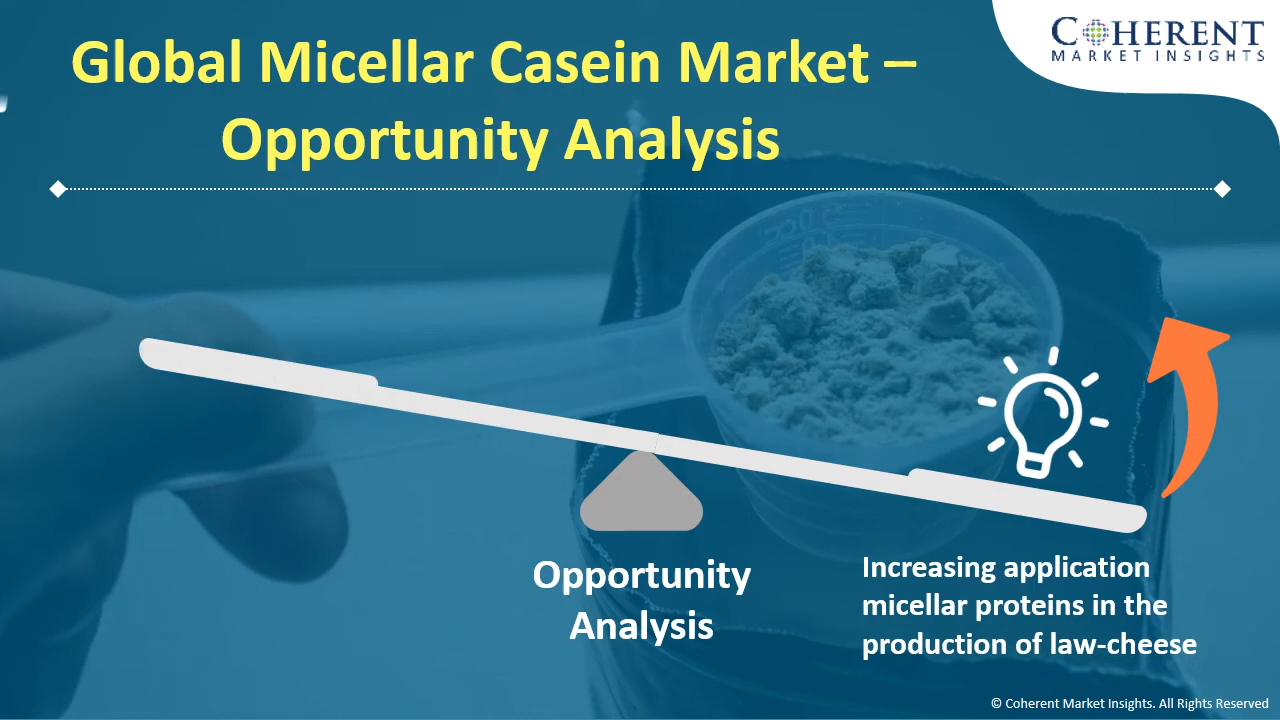 Global Micellar Casein Market –
Opportunity Analysis
COHERENT
MARKET INSIGHTS
Opportunity
Analysis
Increasing application
micellar proteins in the
production of law-cheese
© Coherent Market Insights. All Rights Reserved